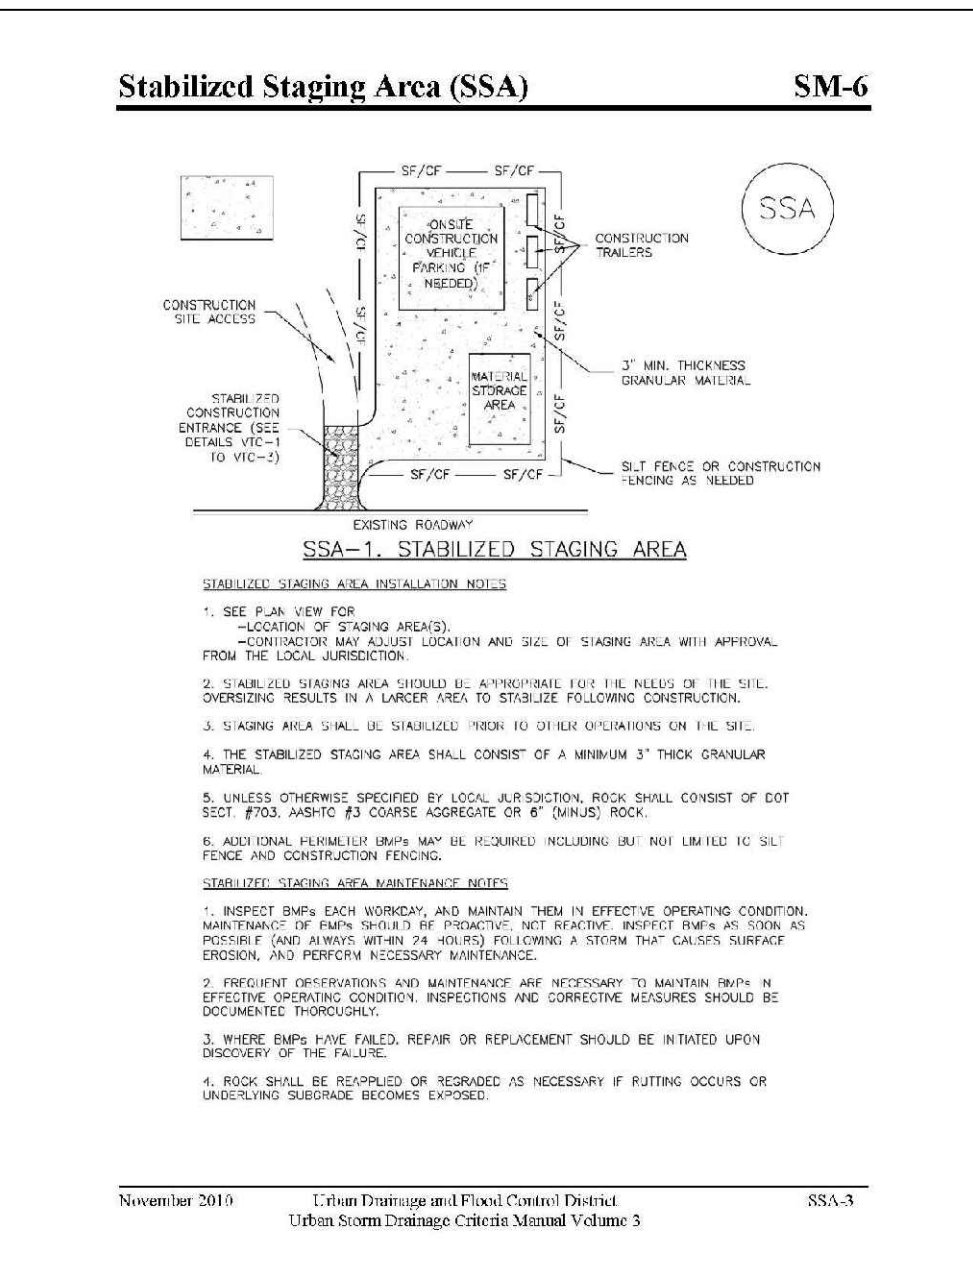 Stabilized Staging Area (SSA) SM-6
SF/CF SF/CF
SF/CF
SF/CF
SF/CF
SF/CF
SF/CF
SSA
ONSITE
CONSTRUCTION
VEHICLE
PARKING (IF
NEEDED)
CONSTRUCTION
TRAILERS
CONSTRUCTION
SITE ACCESS
3" MIN. THICKNESS
GRANULAR MATERIAL
MATERIAL
STORAGE
AREA
STABILIZED
CONSTRUCTION
ENTRANCE (SEE
DETAILS VTC-1
TO VTC-3)
SF/CF SF/CF
SILT FENCE OR CONSTRUCTION
FENCING AS NEEDED
EXISTING ROADWAY
SSA-1. STABILIZED STAGING AREA
STABILIZED STAGING AREA INSTALLATION NOTES
1. SEE PLAN VIEW FOR
-LOCATION OF STAGING AREA(S).
-CONTRACTOR MAY ADJUST LOCATION AND SIZE OF STAGING AREA WITH APPROVAL
FROM THE LOCAL JURISDICTION.
2. STABILIZED STAGING AREA SHOULD BE APPROPRIATE FOR THE NEEDS OF THE SITE.
OVERSIZING RESULTS IN A LARGER AREA TO STABILIZE FOLLOWING CONSTRUCTION.
3. STAGING AREA SHALL BE STABILIZED PRIOR TO OTHER OPERATIONS ON THE SITE.
4. THE STABILIZED STAGING AREA SHALL CONSIST OF A MINIMUM 3" THICK GRANULAR
MATERIAL.
5. UNLESS OTHERWISE SPECIFIED BY LOCAL JURISDICTION, ROCK SHALL CONSIST OF DOT
SECT. #703, AASHTO #3 COARSE AGGREGATE OR 6" (MINUS) ROCK.
6. ADDITIONAL PERIMETER BMPs MAY BE REQUIRED INCLUDING BUT NOT LIMITED TO SILT
FENCE AND CONSTRUCTION FENCING.
STABILIZED STAGING AREA MAINTENANCE NOTES
1. INSPECT BMPs EACH WORKDAY, AND MAINTAIN THEM IN EFFECTIVE OPERATING CONDITION.
MAINTENANCE OF BMPs SHOULD BE PROACTIVE, NOT REACTIVE. INSPECT BMPs AS SOON AS
POSSIBLE (AND ALWAYS WITHIN 24 HOURS) FOLLOWING A STORM THAT CAUSES SURFACE
EROSION, AND PERFORM NECESSARY MAINTENANCE.
2. FREQUENT OBSERVATIONS AND MAINTENANCE ARE NECESSARY TO MAINTAIN BMPs IN
EFFECTIVE OPERATING CONDITION. INSPECTIONS AND CORRECTIVE MEASURES SHOULD BE
DOCUMENTED THOROUGHLY.
3. WHERE BMPs HAVE FAILED, REPAIR OR REPLACEMENT SHOULD BE INITIATED UPON
DISCOVERY OF THE FAILURE.
4. ROCK SHALL BE REAPPLIED OR REGRADED AS NECESSARY IF RUTTING OCCURS OR
UNDERLYING SUBGRADE BECOMES EXPOSED.
November 2010 Urban Drainage and Flood Control District SSA-3
Urban Storm Drainage Criteria Manual Volume 3